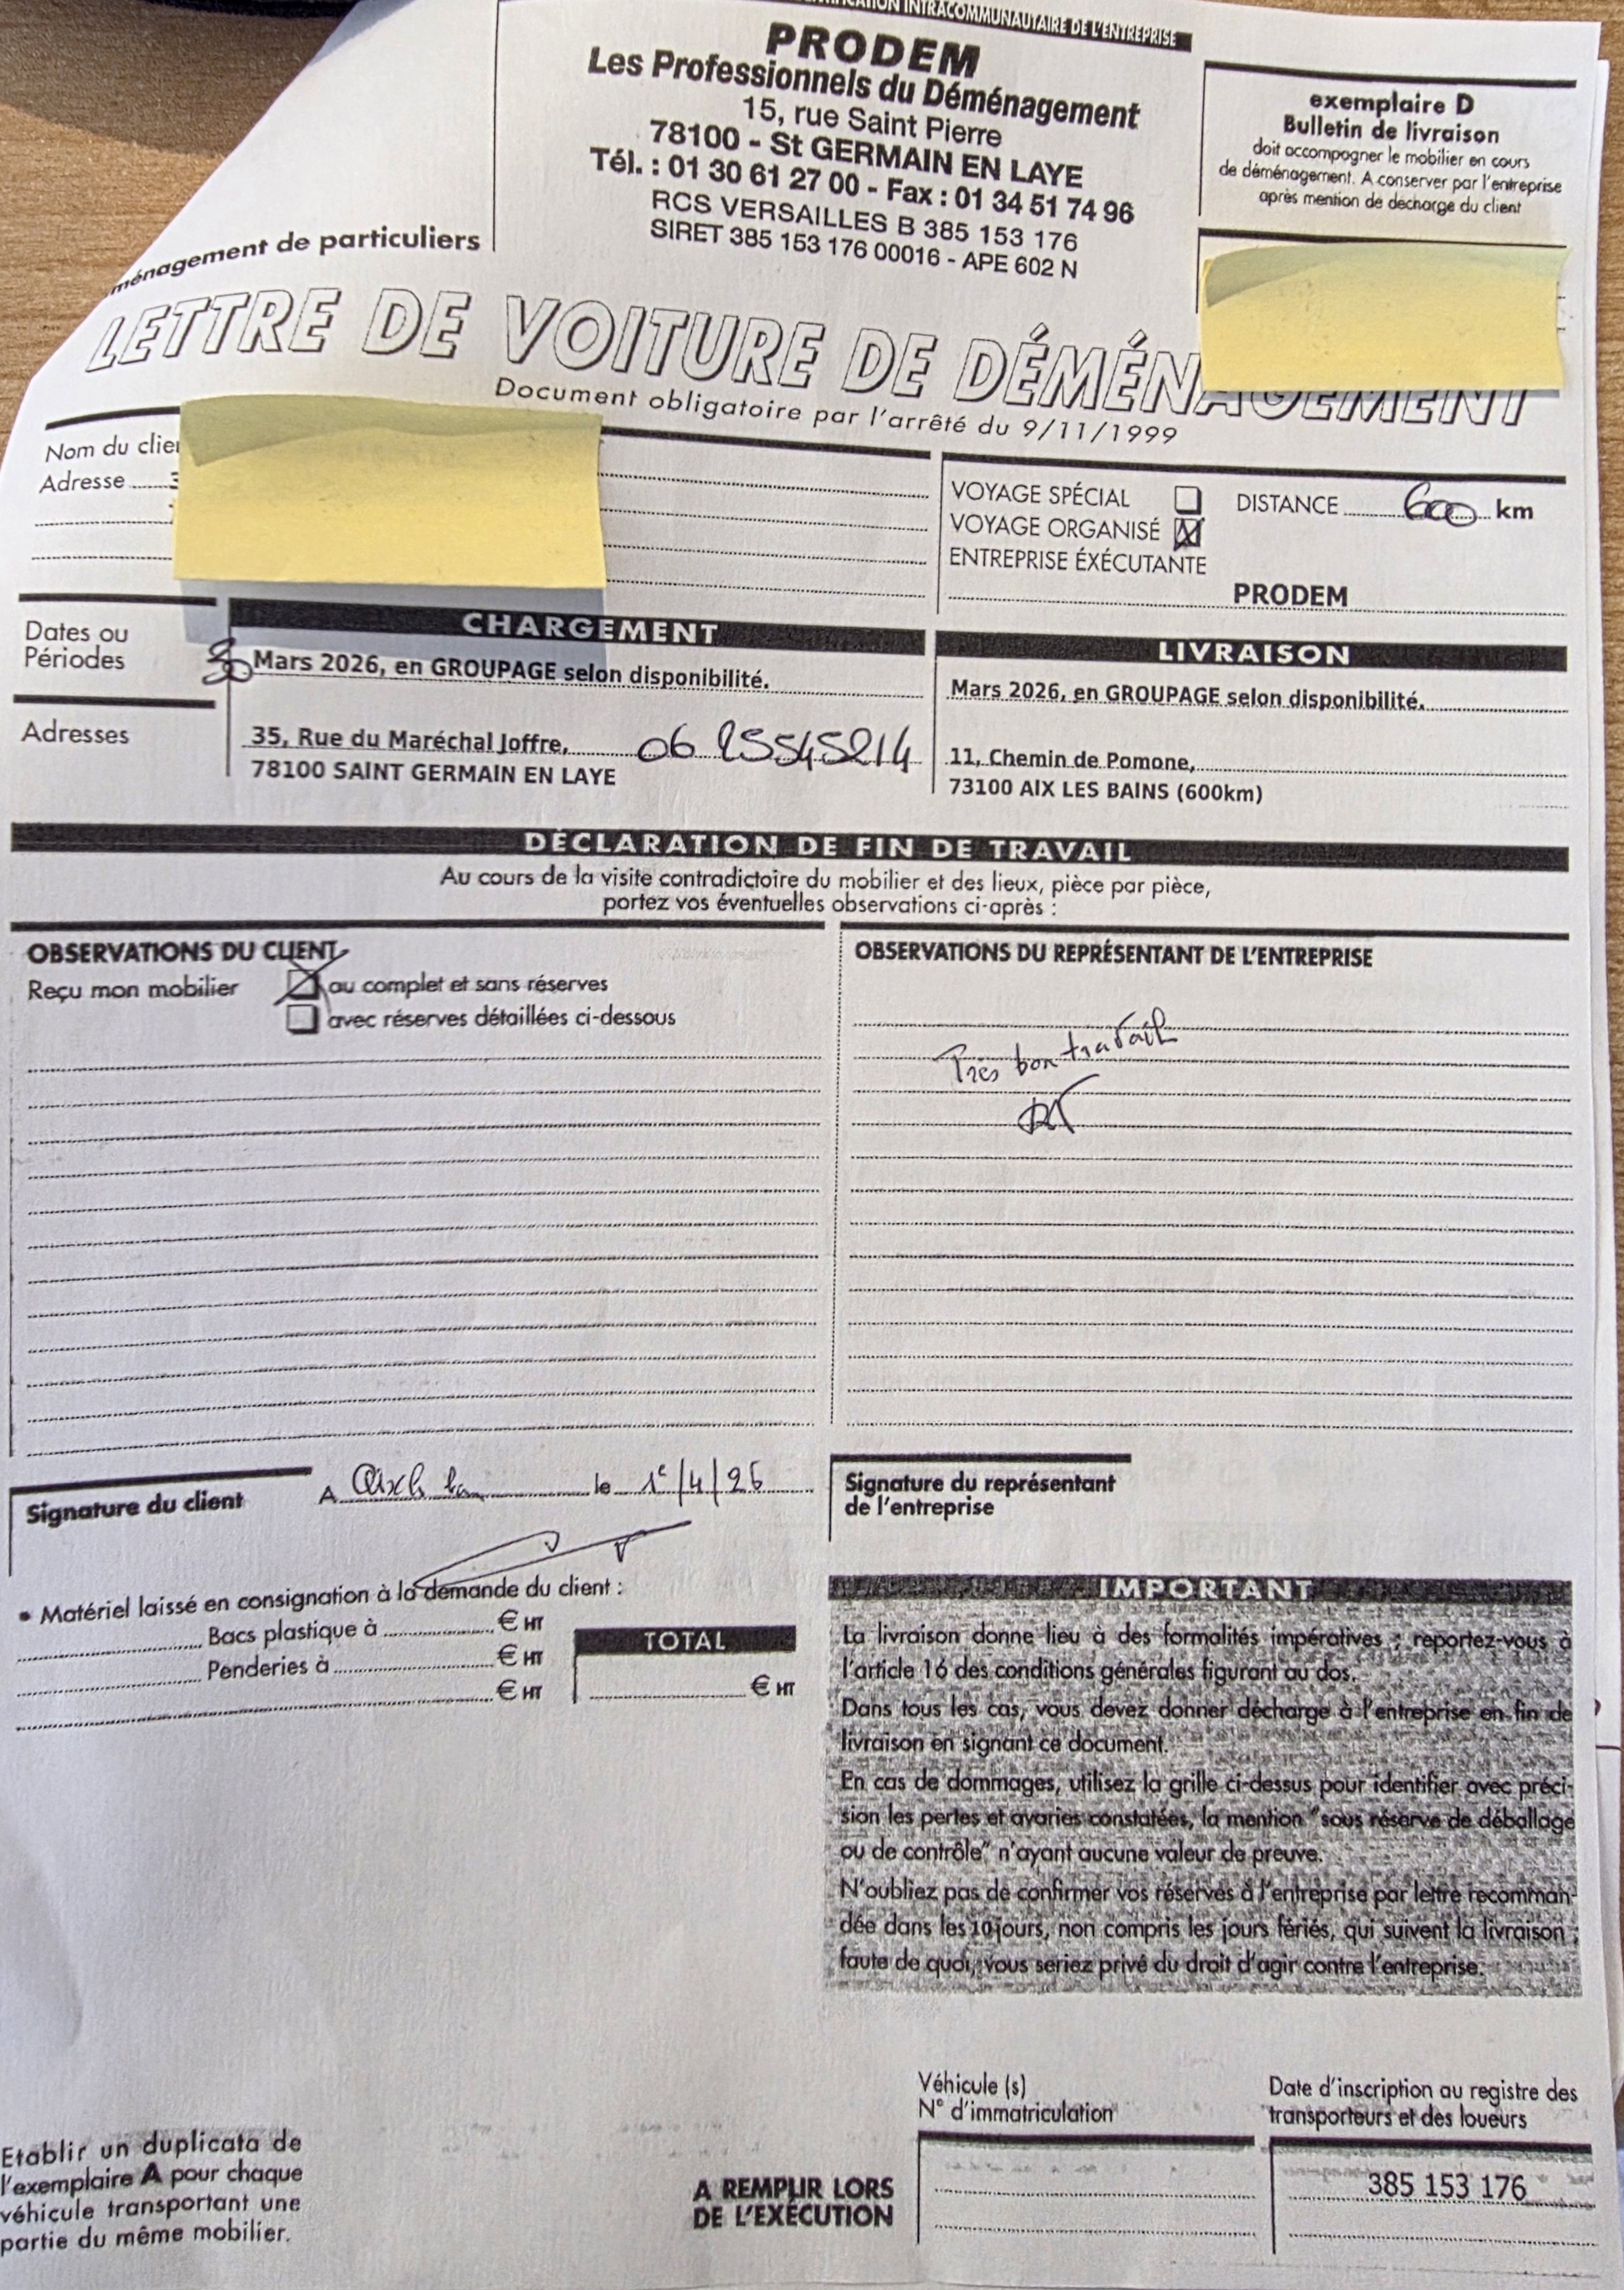 INTRACOMMUNAUTAIRE DE L'ENTREPRISE
PRODEM
Les Professionnels du Déménagement
15, rue Saint Pierre
78100 - St GERMAIN EN LAYE
Tél. : 01 30 61 27 00 - Fax : 01 34 51 74 96
RCS VERSAILLES B 385 153 176
SIRET 385 153 176 00016 - APE 602 N
exemplaire D
Bulletin de livraison
doit accompagner le mobilier en cours
de déménagement. A conserver par l'entreprise
après mention de décharge du client
ménagement de particuliers
LETTRE DE VOITURE DE DÉMÉNAGEMENT
Document obligatoire par l'arrêté du 9/11/1999
Nom du clie
Adresse
VOYAGE SPÉCIAL DISTANCE 600 km
VOYAGE ORGANISÉ
ENTREPRISE ÉXÉCUTANTE
PRODEM
Dates ou
Périodes
CHARGEMENT
30 Mars 2026, en GROUPAGE selon disponibilité.
LIVRAISON
Mars 2026, en GROUPAGE selon disponibilité.
Adresses
35, Rue du Maréchal Joffre, 06 25545214
78100 SAINT GERMAIN EN LAYE
11, Chemin de Pomone,
73100 AIX LES BAINS (600km)
DÉCLARATION DE FIN DE TRAVAIL
Au cours de la visite contradictoire du mobilier et des lieux, pièce par pièce,
portez vos éventuelles observations ci-après :
OBSERVATIONS DU CLIENT
Reçu mon mobilier au complet et sans réserves
avec réserves détaillées ci-dessous
OBSERVATIONS DU REPRÉSENTANT DE L'ENTREPRISE
Très bon travail
Signature du client A le 1e/4/26
Signature du représentant
de l'entreprise
• Matériel laissé en consignation à la demande du client :
Bacs plastique à € HT
Penderies à € HT
€ HT
TOTAL
€ HT
IMPORTANT
La livraison donne lieu à des formalités impératives ; reportez-vous à
l'article 16 des conditions générales figurant au dos.
Dans tous les cas, vous devez donner décharge à l'entreprise en fin de
livraison en signant ce document.
En cas de dommages, utilisez la grille ci-dessus pour identifier avec préci-
sion les pertes et avaries constatées, la mention "sous réserve de déballage
ou de contrôle" n'ayant aucune valeur de preuve.
N'oubliez pas de confirmer vos réserves à l'entreprise par lettre recomman-
dée dans les 10 jours, non compris les jours fériés, qui suivent la livraison ;
faute de quoi, vous seriez privé du droit d'agir contre l'entreprise.
Etablir un duplicata de
l'exemplaire A pour chaque
véhicule transportant une
partie du même mobilier.
A REMPLIR LORS
DE L'EXÉCUTION
Véhicule (s)
N° d'immatriculation
Date d'inscription au registre des
transporteurs et des loueurs
385 153 176